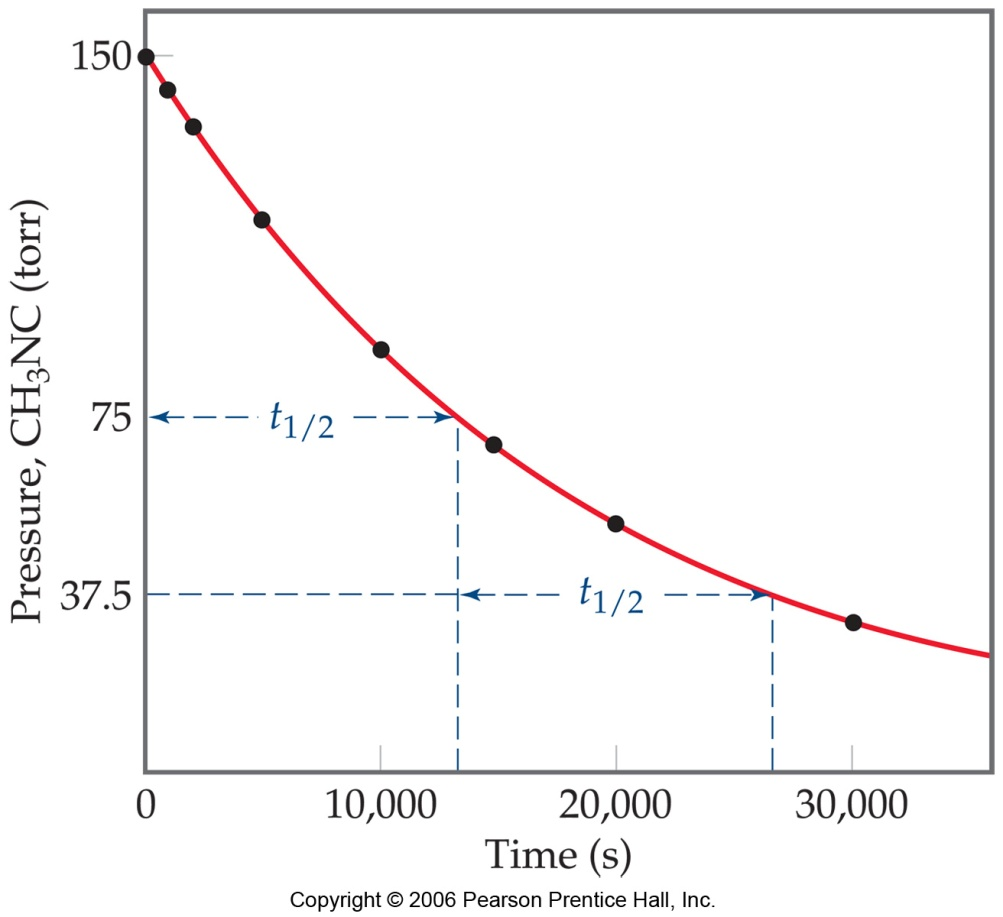 150
75
37.5
Pressure, CH₃NC (torr)
t₁/₂
t₁/₂
0 10,000 20,000 30,000
Time (s)
Copyright © 2006 Pearson Prentice Hall, Inc.